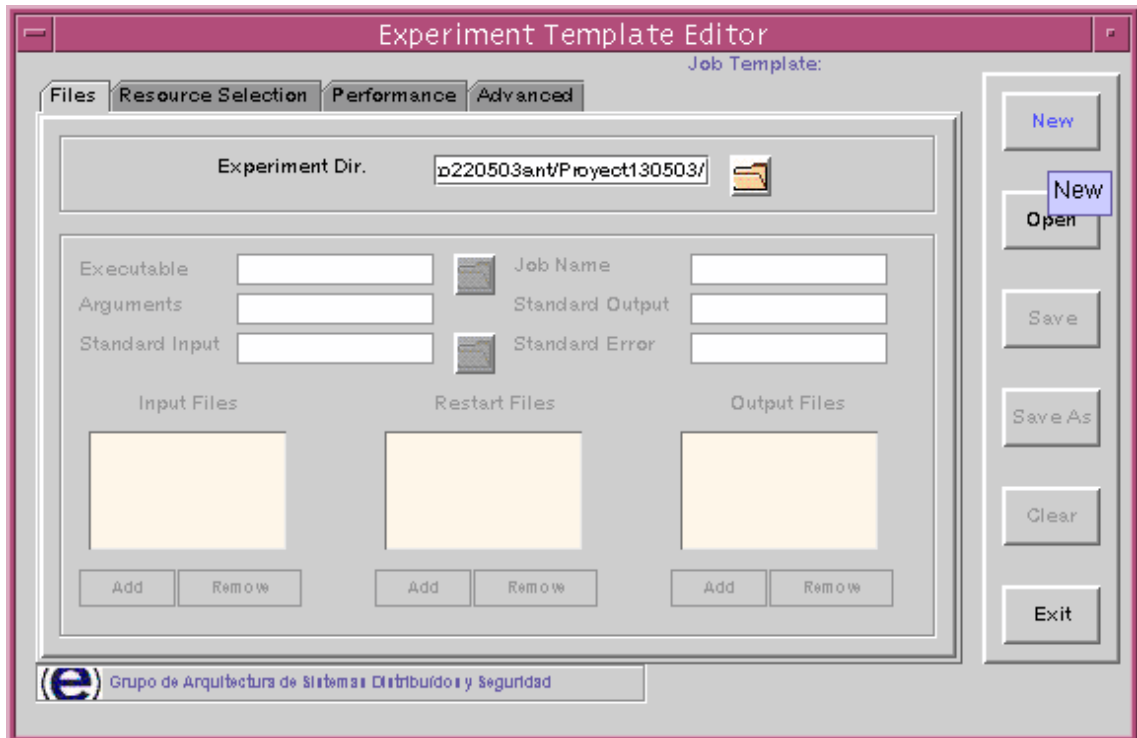 Experiment Template Editor
Job Template:
Files Resource Selection Performance Advanced
Experiment Dir. o220503ant/Proyect130503/
Executable Job Name
Arguments Standard Output
Standard Input Standard Error
Input Files Restart Files Output Files
Add Remove Add Remove Add Remove
New
New
Open
Save
Save As
Clear
Exit
(e) Grupo de Arquitectura de Sistemas Distribuídos y Seguridad